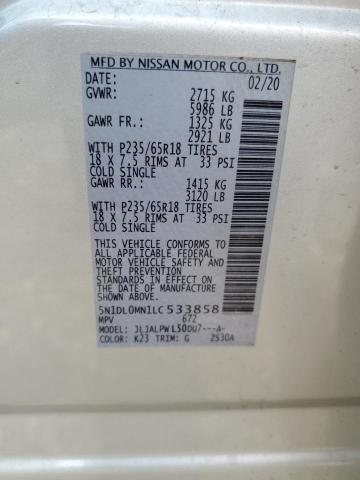 MFD BY NISSAN MOTOR CO., LTD.
DATE: 02/20
GVWR: 2715 KG
5986 LB
GAWR FR.: 1325 KG
2921 LB
WITH P235/65R18 TIRES
18 X 7.5 RIMS AT 33 PSI
COLD SINGLE
GAWR RR.: 1415 KG
3120 LB
WITH P235/65R18 TIRES
18 X 7.5 RIMS AT 33 PSI
COLD SINGLE
THIS VEHICLE CONFORMS TO
ALL APPLICABLE FEDERAL
MOTOR VEHICLE SAFETY AND
THEFT PREVENTION
STANDARDS IN EFFECT ON
THE DATE OF MANUFACTURE
SHOWN ABOVE.
5N1DL0MN1LC533858
MPV 672
MODEL: JLJALPWL50DU7---A-
COLOR: K23 TRIM: G 2530A